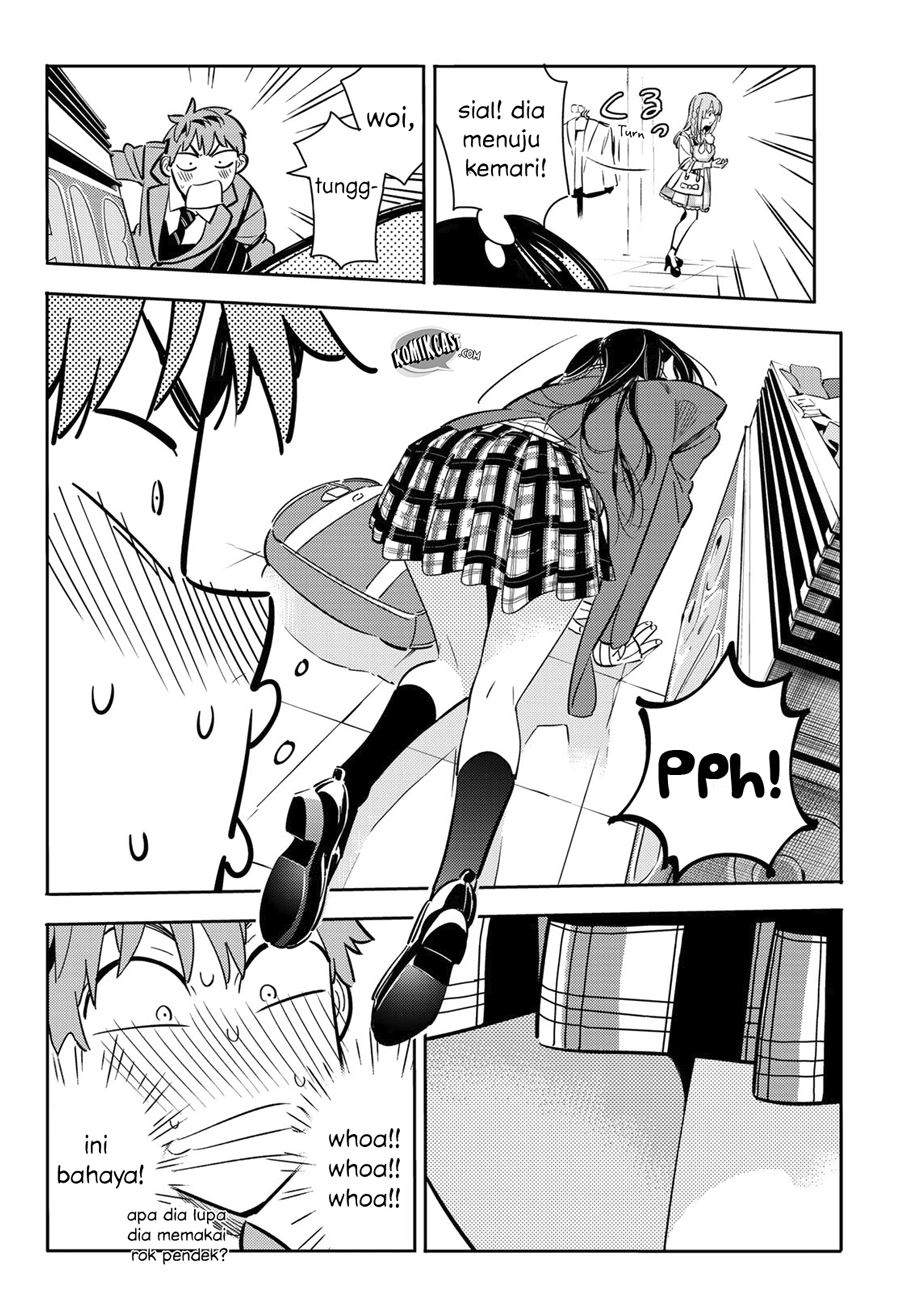 sial! dia
menuju
kemari!
くるっ
Turn
woi,
tungg-
KOMIKCAST
.COM
PPh!
whoa!!
whoa!!
whoa!!
ini
bahaya!
apa dia lupa
dia memakai
rok pendek?